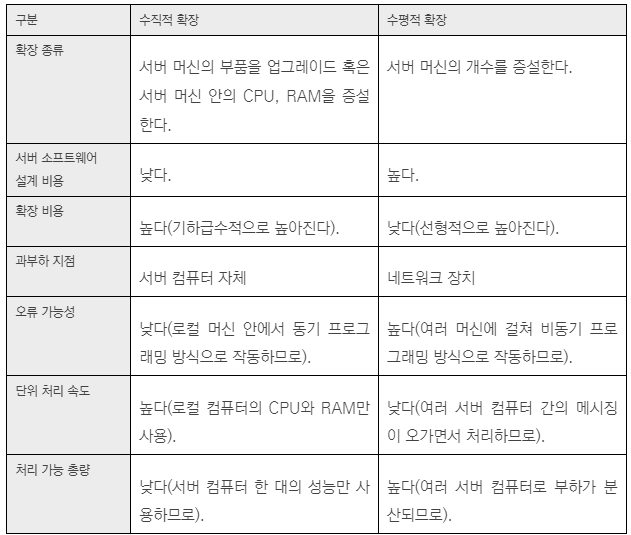 구분 수직적 확장 수평적 확장
확장 종류
서버 머신의 부품을 업그레이드 혹은
서버 머신 안의 CPU, RAM을 증설
한다.
서버 머신의 개수를 증설한다.
서버 소프트웨어
설계 비용
낮다.
높다.
확장 비용
높다(기하급수적으로 높아진다).
낮다(선형적으로 높아진다).
과부하 지점
서버 컴퓨터 자체
네트워크 장치
오류 가능성
낮다(로컬 머신 안에서 동기 프로그
래밍 방식으로 작동하므로).
높다(여러 머신에 걸쳐 비동기 프로
그래밍 방식으로 작동하므로).
단위 처리 속도
높다(로컬 컴퓨터의 CPU와 RAM만
사용).
낮다(여러 서버 컴퓨터 간의 메시징
이 오가면서 처리하므로).
처리 가능 총량
낮다(서버 컴퓨터 한 대의 성능만 사
용하므로).
높다(여러 서버 컴퓨터로 부하가 분
산되므로).